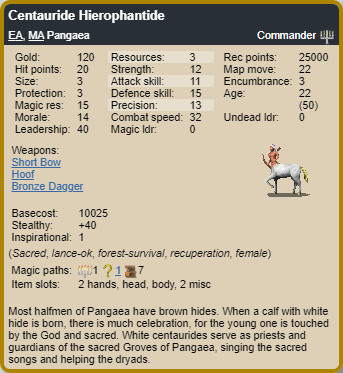 Centauride Hierophantide
EA, MA Pangaea Commander
Gold: 120 Resources: 3 Rec points: 25000
Hit points: 20 Strength: 12 Map move: 22
Size: 3 Attack skill: 11 Encumbrance: 3
Protection: 3 Defence skill: 15 Age: 22
Magic res: 15 Precision: 13 (50)
Morale: 14 Combat speed: 32 Undead ldr: 0
Leadership: 40 Magic ldr: 0
Weapons:
Short Bow
Hoof
Bronze Dagger
Basecost: 10025
Stealthy: +40
Inspirational: 1
(Sacred, lance-ok, forest-survival, recuperation, female)
Magic paths: 1 ? 1 7
Item slots: 2 hands, head, body, 2 misc
Most halfmen of Pangaea have brown hides. When a calf with white
hide is born, there is much celebration, for the young one is touched
by the God and sacred. White centaurides serve as priests and
guardians of the sacred Groves of Pangaea, singing the sacred
songs and helping the dryads.